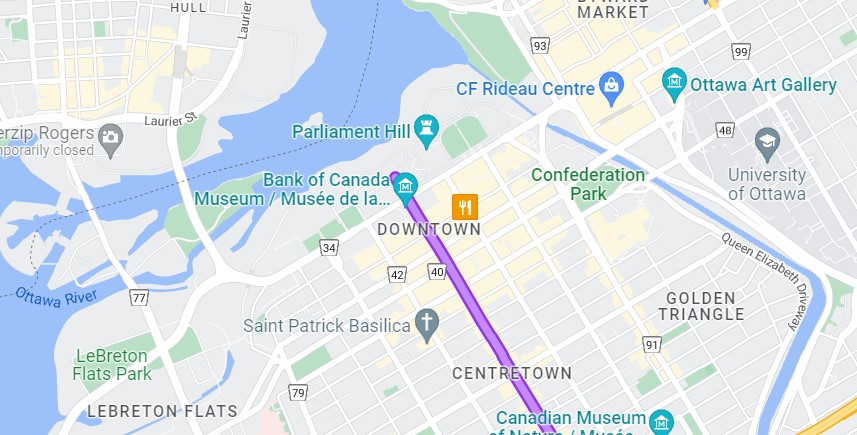 HULL
Laurier
MARKET
93
99
CF Rideau Centre
Ottawa Art Gallery
Laurier St
erzip Rogers
mporarily closed
Parliament Hill
48
University
of Ottawa
Confederation
Park
Bank of Canada
Museum / Musée de la...
DOWNTOWN
34
42
40
Queen Elizabeth Driveway
Ottawa River
77
GOLDEN
TRIANGLE
Saint Patrick Basilica
91
LeBreton
Flats Park
CENTRETOWN
79
LEBRETON FLATS
Canadian Museum
of Nature / Musée